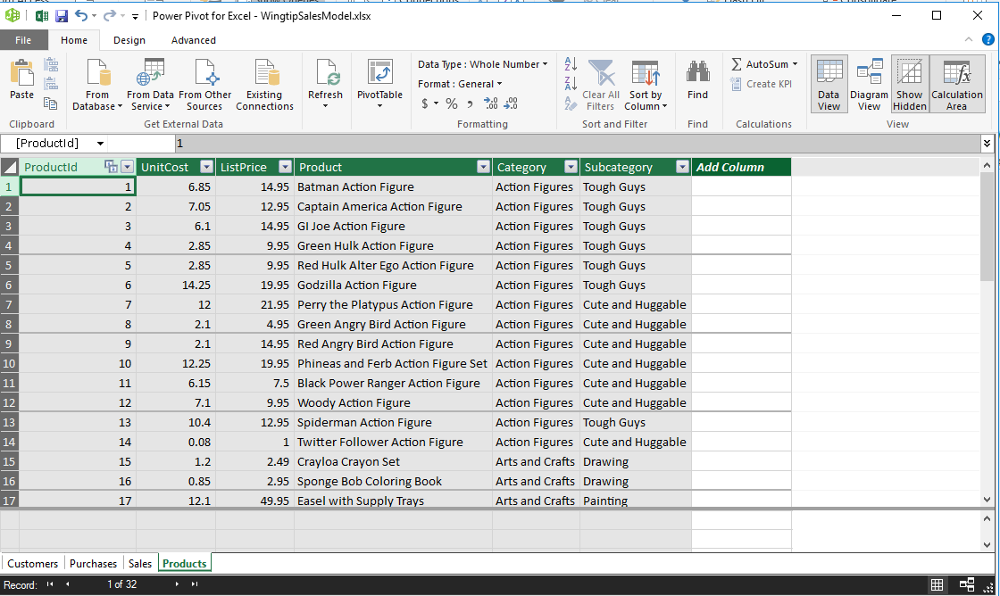 Power Pivot for Excel - WingtipSalesModel.xlsx
File Home Design Advanced
Paste
Clipboard
From Database
From Data Service
From Other Sources
Existing Connections
Get External Data
Refresh
PivotTable
Data Type : Whole Number
Format : General
$ % ,
Formatting
Clear All Filters
Sort by Column
Sort and Filter
Find
Find
AutoSum
Create KPI
Calculations
Data View
Diagram View
Show Hidden
Calculation Area
View
[ProductId] 1
ProductId UnitCost ListPrice Product Category Subcategory Add Column
1 1 6.85 14.95 Batman Action Figure Action Figures Tough Guys
2 2 7.05 12.95 Captain America Action Figure Action Figures Tough Guys
3 3 6.1 14.95 GI Joe Action Figure Action Figures Tough Guys
4 4 2.85 9.95 Green Hulk Action Figure Action Figures Tough Guys
5 5 2.85 9.95 Red Hulk Alter Ego Action Figure Action Figures Tough Guys
6 6 14.25 19.95 Godzilla Action Figure Action Figures Tough Guys
7 7 12 21.95 Perry the Platypus Action Figure Action Figures Cute and Huggable
8 8 2.1 4.95 Green Angry Bird Action Figure Action Figures Cute and Huggable
9 9 2.1 14.95 Red Angry Bird Action Figure Action Figures Cute and Huggable
10 10 12.25 19.95 Phineas and Ferb Action Figure Set Action Figures Cute and Huggable
11 11 6.15 7.5 Black Power Ranger Action Figure Action Figures Cute and Huggable
12 12 7.1 9.95 Woody Action Figure Action Figures Cute and Huggable
13 13 10.4 12.95 Spiderman Action Figure Action Figures Tough Guys
14 14 0.08 1 Twitter Follower Action Figure Action Figures Cute and Huggable
15 15 1.2 2.49 Crayloa Crayon Set Arts and Crafts Drawing
16 16 0.85 2.95 Sponge Bob Coloring Book Arts and Crafts Drawing
17 17 12.1 49.95 Easel with Supply Trays Arts and Crafts Painting
Customers Purchases Sales Products
Record: 1 of 32